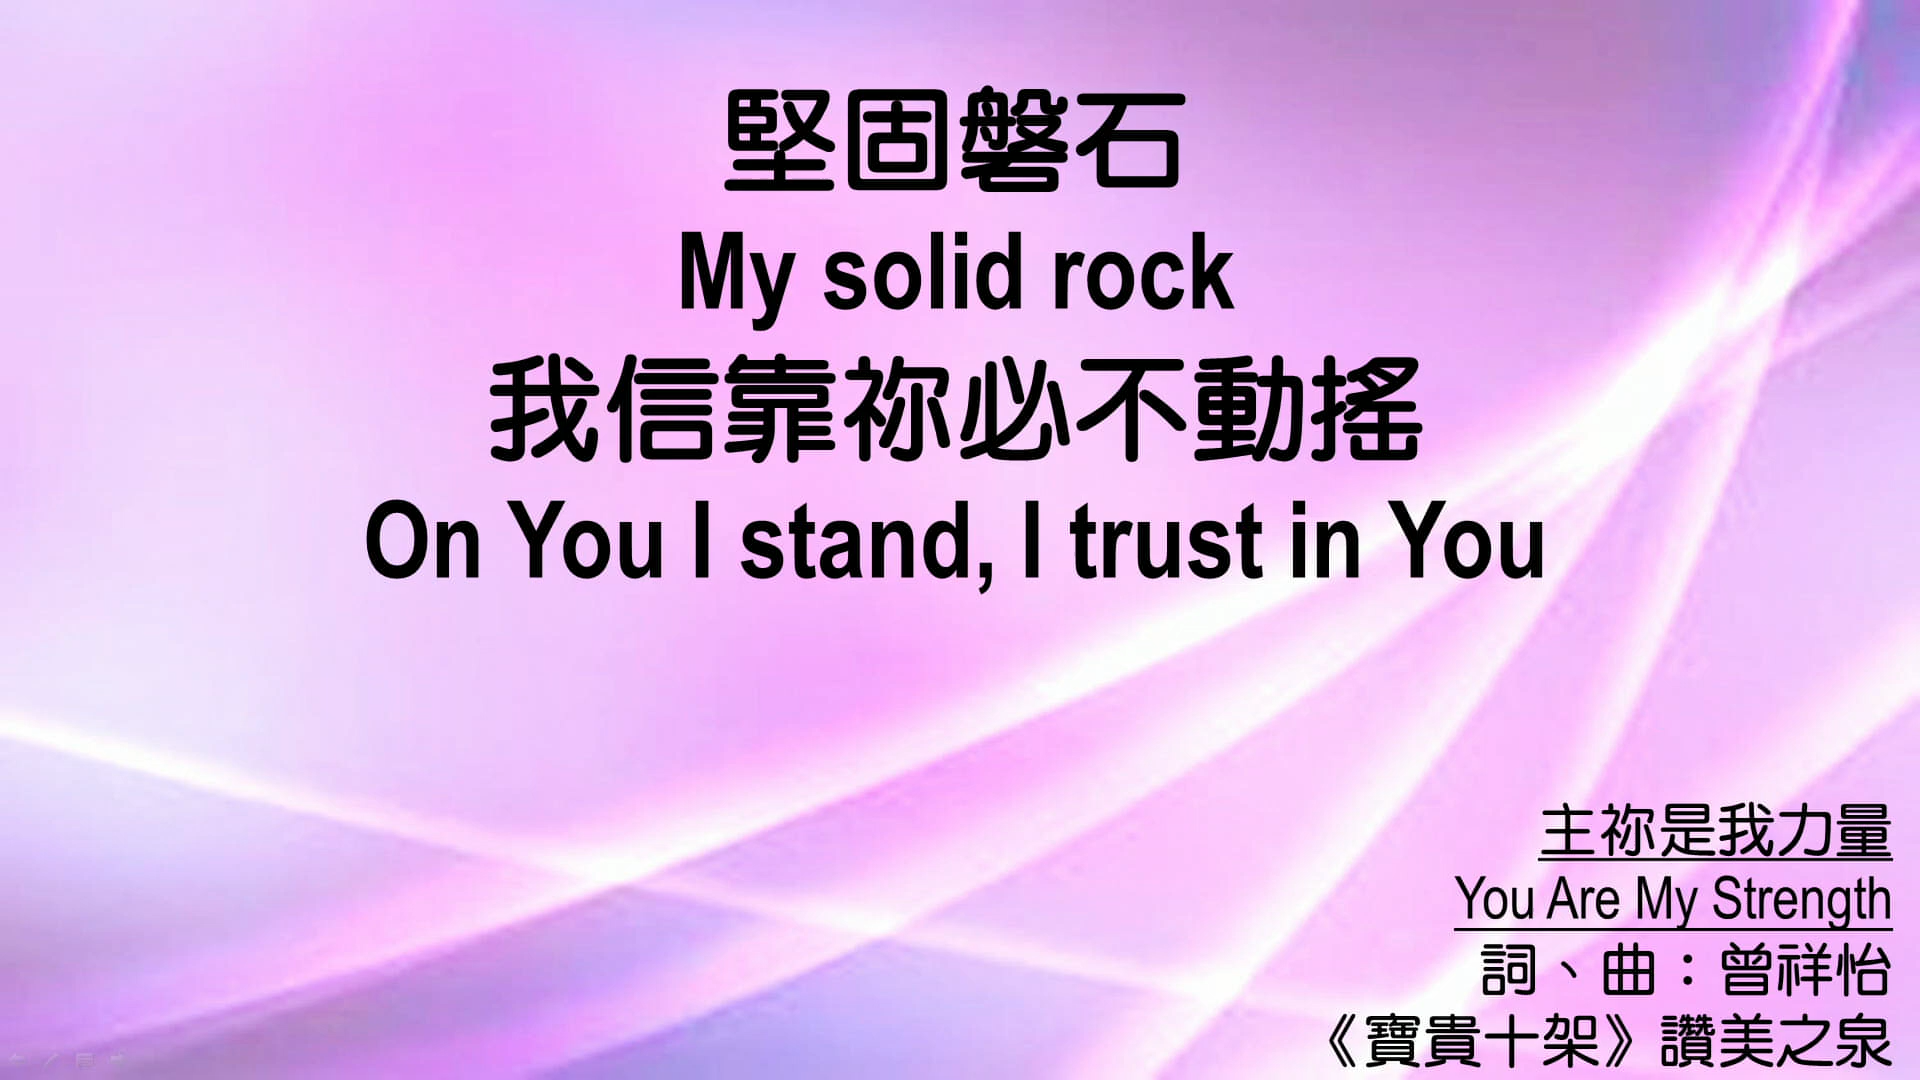 堅固磐石
My solid rock
我信靠祢必不動搖
On You I stand, I trust in You
主祢是我力量
You Are My Strength
詞、曲：曾祥怡
《寶貴十架》讚美之泉